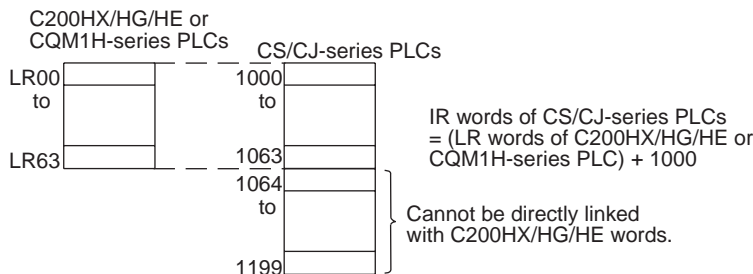 C200HX/HG/HE or
CQM1H-series PLCs
CS/CJ-series PLCs
LR00
to
LR63
1000
to
1063
1064
to
1199
IR words of CS/CJ-series PLCs
= (LR words of C200HX/HG/HE or
CQM1H-series PLC) + 1000
Cannot be directly linked
with C200HX/HG/HE words.